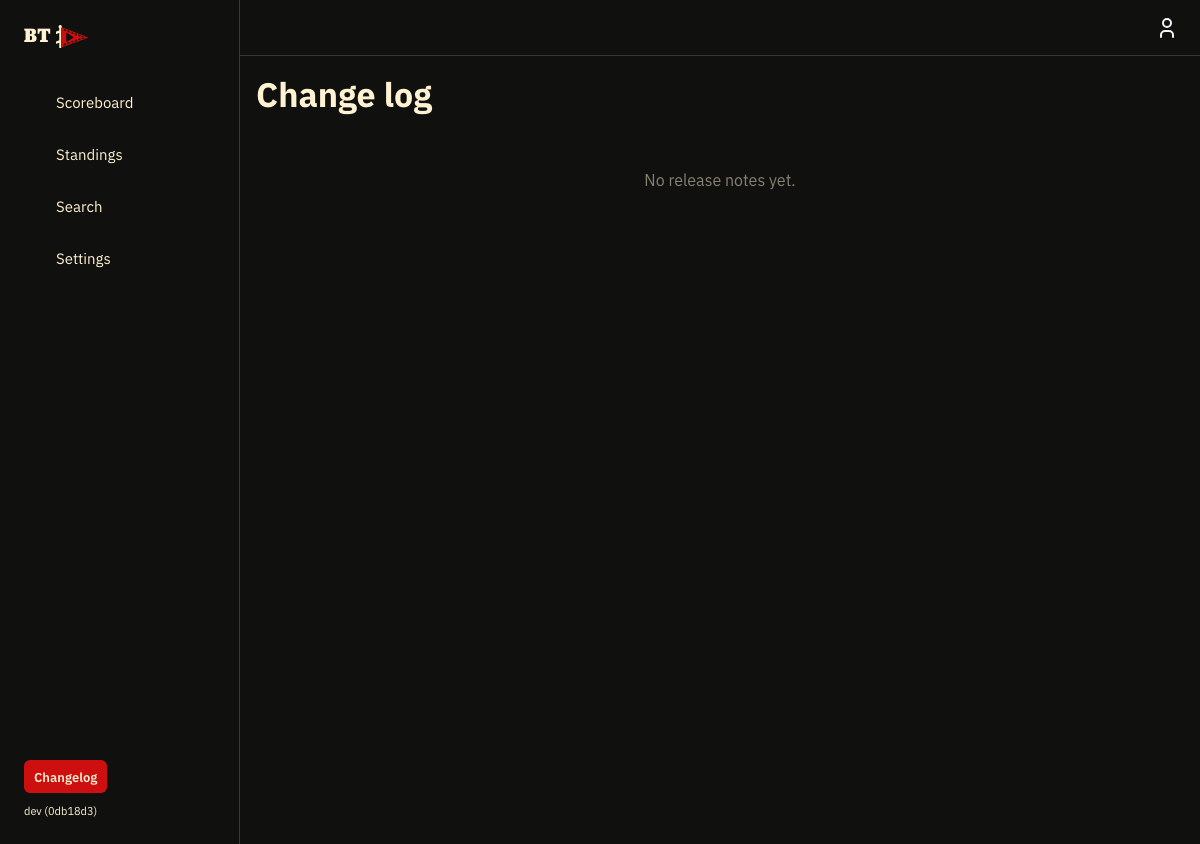 BT
Scoreboard
Standings
Search
Settings
Changelog
dev (0db18d3)
Change log
No release notes yet.